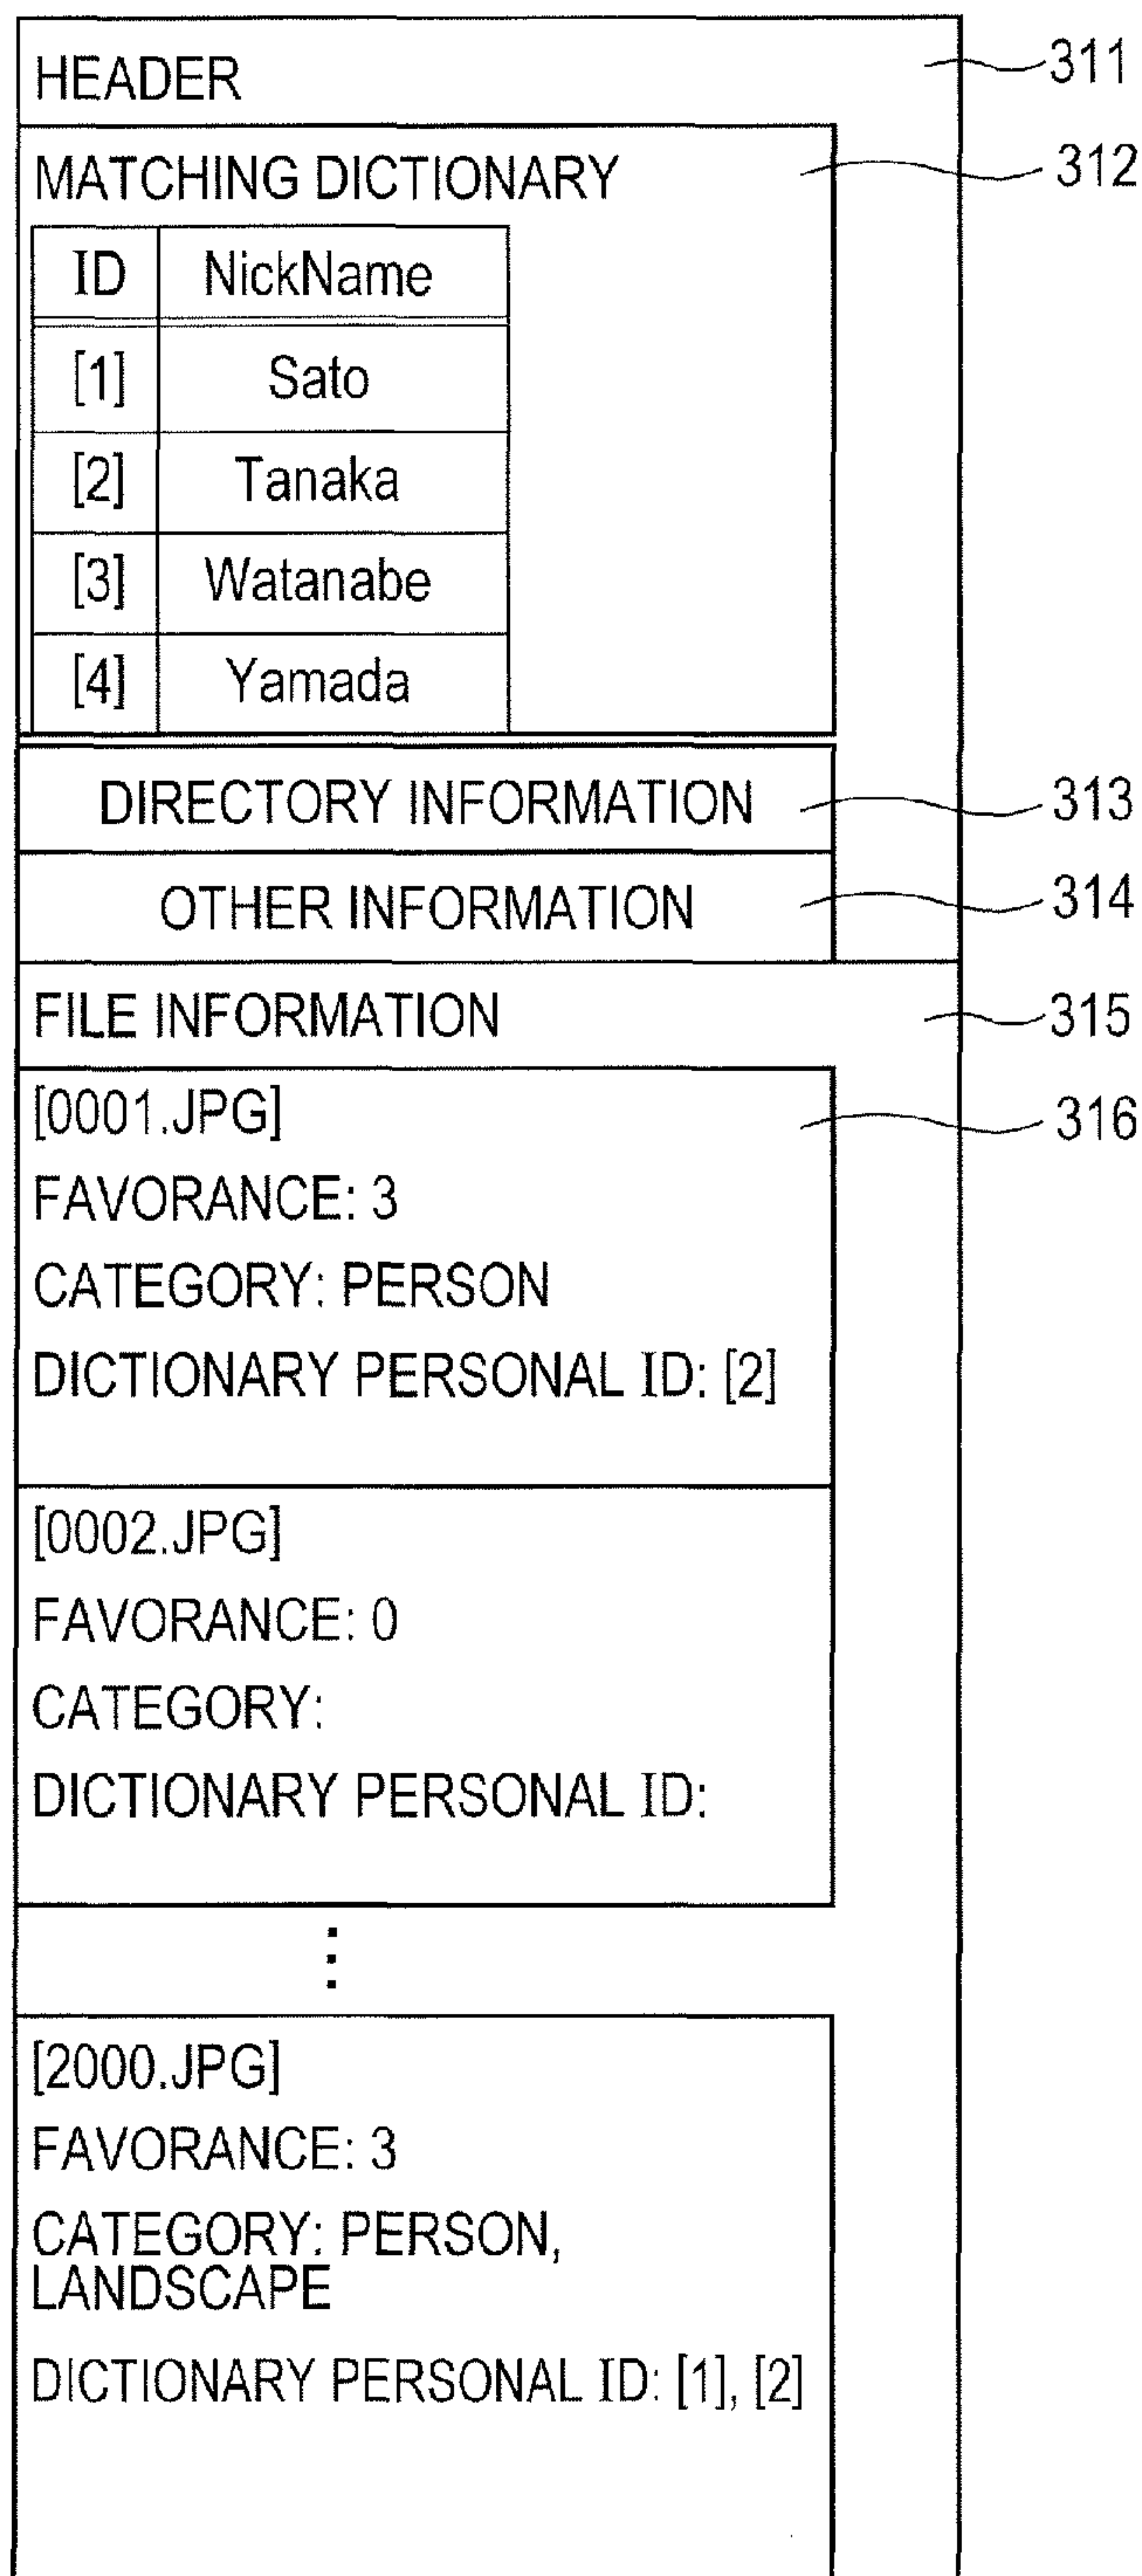 HEADER 311
MATCHING DICTIONARY 312
ID NickName
[1] Sato
[2] Tanaka
[3] Watanabe
[4] Yamada
DIRECTORY INFORMATION 313
OTHER INFORMATION 314
FILE INFORMATION 315
[0001.JPG] 316
FAVORANCE: 3
CATEGORY: PERSON
DICTIONARY PERSONAL ID: [2]
[0002.JPG]
FAVORANCE: 0
CATEGORY:
DICTIONARY PERSONAL ID:
⋮
[2000.JPG]
FAVORANCE: 3
CATEGORY: PERSON,
LANDSCAPE
DICTIONARY PERSONAL ID: [1], [2]